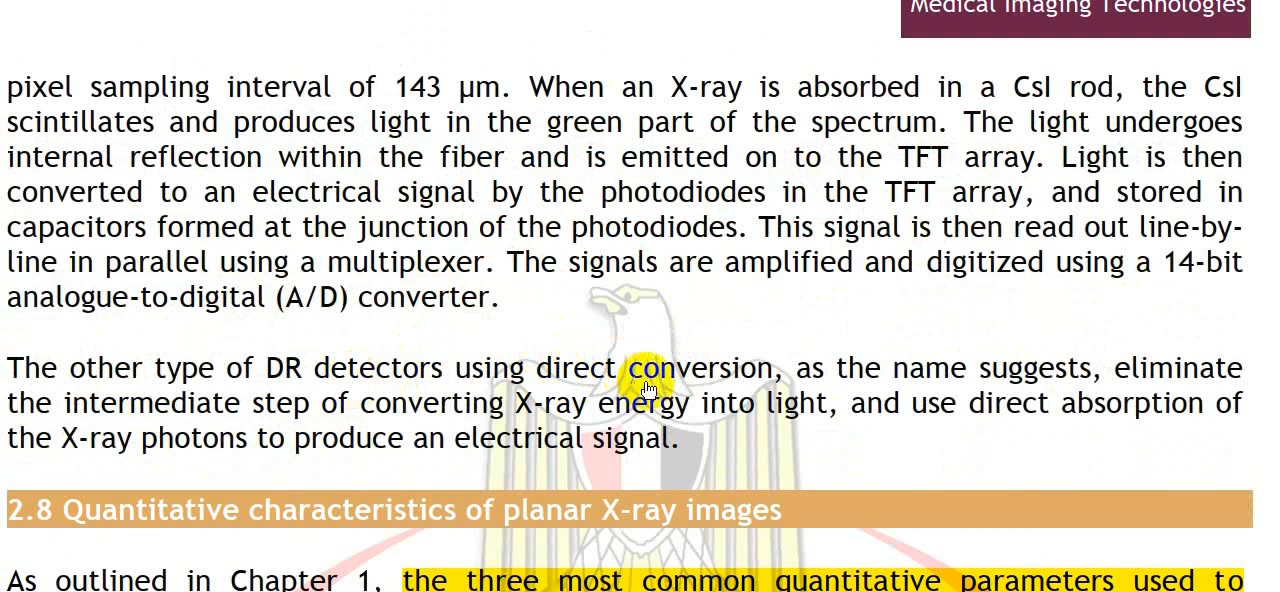 Medical Imaging Technologies
pixel sampling interval of 143 µm. When an X-ray is absorbed in a CsI rod, the CsI
scintillates and produces light in the green part of the spectrum. The light undergoes
internal reflection within the fiber and is emitted on to the TFT array. Light is then
converted to an electrical signal by the photodiodes in the TFT array, and stored in
capacitors formed at the junction of the photodiodes. This signal is then read out line-by-
line in parallel using a multiplexer. The signals are amplified and digitized using a 14-bit
analogue-to-digital (A/D) converter.
The other type of DR detectors using direct conversion, as the name suggests, eliminate
the intermediate step of converting X-ray energy into light, and use direct absorption of
the X-ray photons to produce an electrical signal.
2.8 Quantitative characteristics of planar X-ray images
As outlined in Chapter 1, the three most common quantitative parameters used to